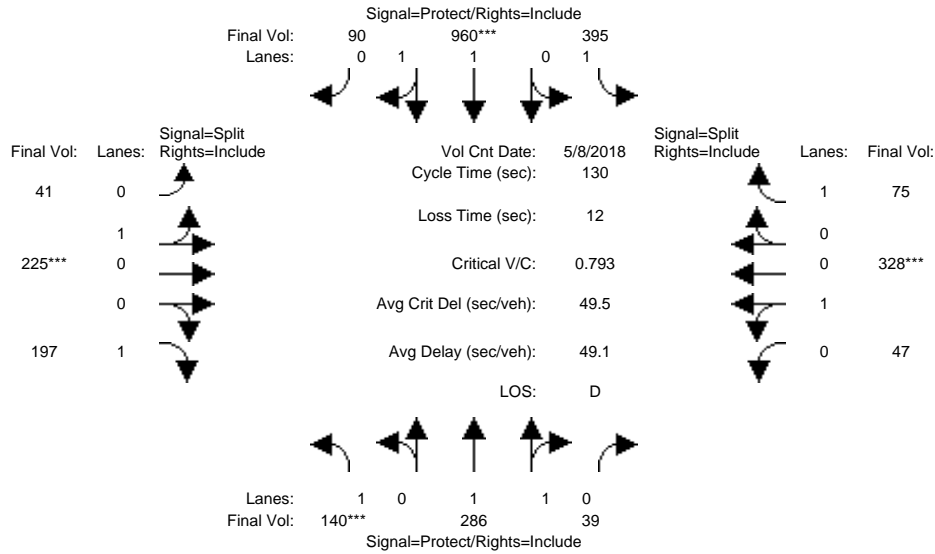 Signal=Protect/Rights=Include
Final Vol: 90 960*** 395
Lanes: 0 1 1 0 1
Signal=Split
Final Vol: Lanes: Rights=Include
Vol Cnt Date: 5/8/2018
Signal=Split
Rights=Include Lanes: Final Vol:
Cycle Time (sec): 130
41 0
1 75
Loss Time (sec): 12
1
0
225*** 0
Critical V/C: 0.793
0 328***
0
Avg Crit Del (sec/veh): 49.5
1
197 1
Avg Delay (sec/veh): 49.1
0 47
LOS: D
Lanes: 1 0 1 1 0
Final Vol: 140*** 286 39
Signal=Protect/Rights=Include